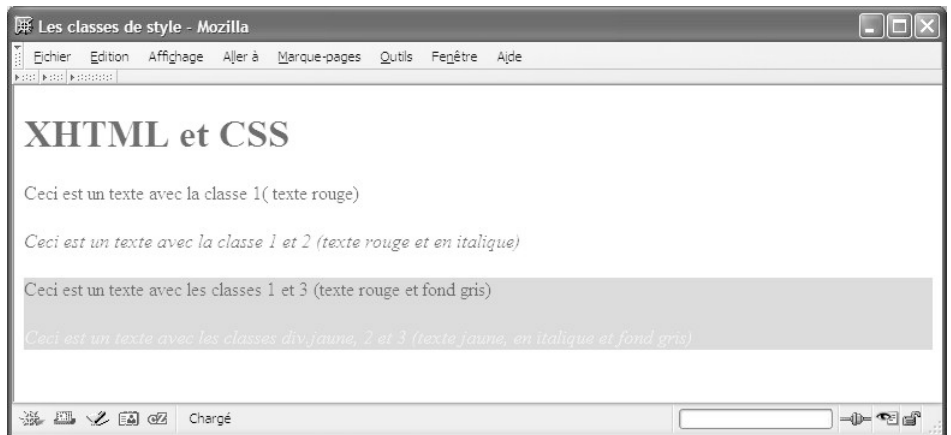 Les classes de style - Mozilla
Fichier Edition Affichage Aller à Marque-pages Outils Fenêtre Aide
XHTML et CSS
Ceci est un texte avec la classe 1( texte rouge)
Ceci est un texte avec la classe 1 et 2 (texte rouge et en italique)
Ceci est un texte avec les classes 1 et 3 (texte rouge et fond gris)
Ceci est un texte avec les classes div.jaune, 2 et 3 (texte jaune, en italique et fond gris)
Chargé